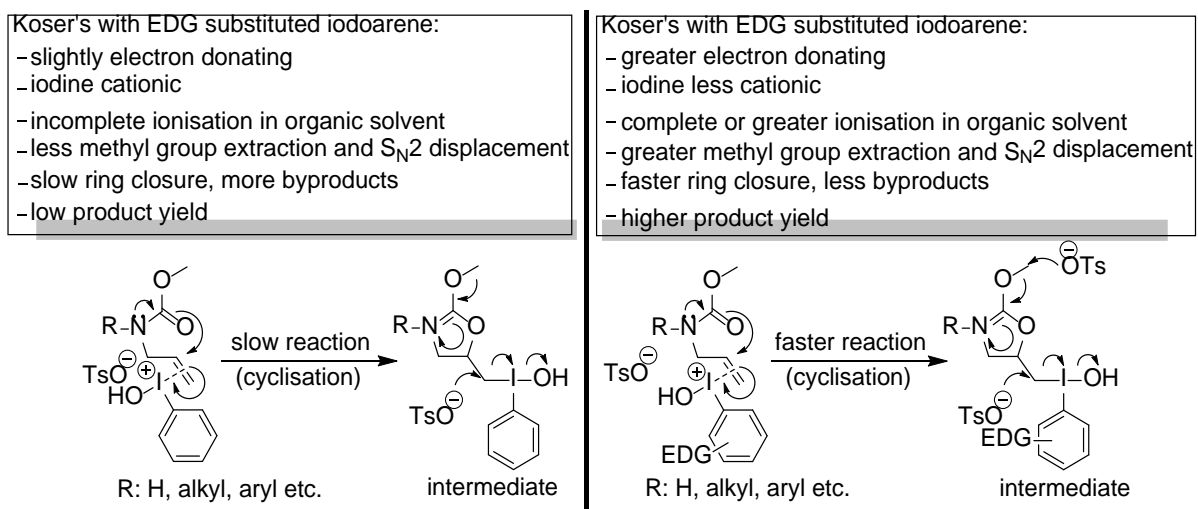 Koser's with EDG substituted iodoarene:
–slightly electron donating
–iodine cationic
–incomplete ionisation in organic solvent
–less methyl group extraction and SN2 displacement
–slow ring closure, more byproducts
–low product yield
Koser's with EDG substituted iodoarene:
–greater electron donating
–iodine less cationic
–complete or greater ionisation in organic solvent
–greater methyl group extraction and SN2 displacement
–faster ring closure, less byproducts
–higher product yield
O
R
N
O
TsO
⊖
⊕
I
HO
slow reaction
(cyclisation)
O
R
N
O
I
OH
TsO
⊖
R: H, alkyl, aryl etc.
intermediate
O
R
N
O
TsO
⊖
⊕
I
HO
EDG
faster reaction
(cyclisation)
⊖
OTs
O
R
N
O
I
OH
TsO
⊖
EDG
R: H, alkyl, aryl etc.
intermediate